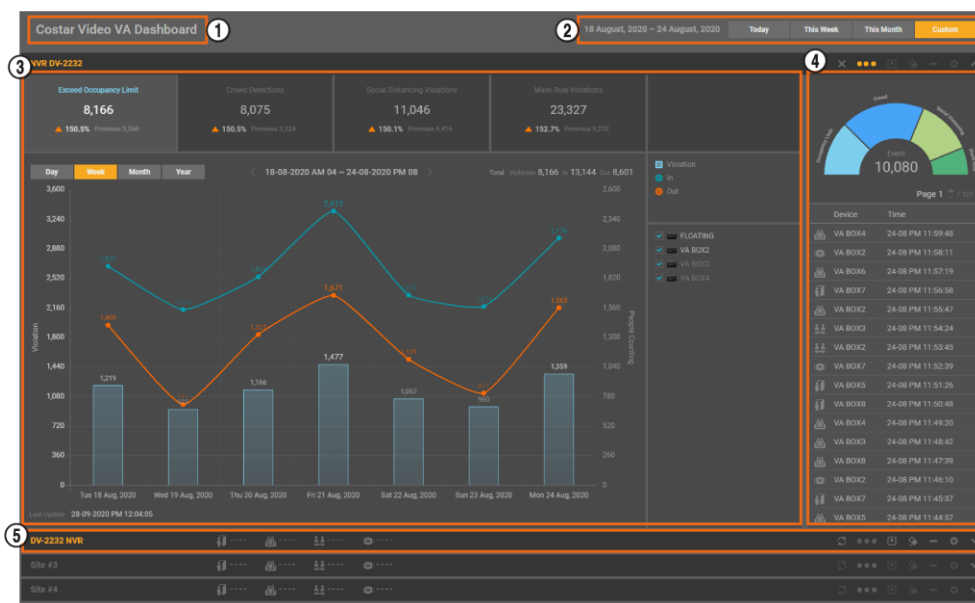 Costar Video VA Dashboard
1
2
18 August, 2020 ~ 24 August, 2020
Today
This Week
This Month
Custom
3
NVR DV-2232
4
Exceed Occupancy Limit
8,166
150.5% Previous 3,260
Crowd Detections
8,075
150.5% Previous 3,224
Social Distancing Violations
11,046
150.1% Previous 4,416
Mask Rule Violations
23,327
152.7% Previous 9,232
Day
Week
Month
Year
18-08-2020 AM 04 ~ 24-08-2020 PM 08
Total Violation 8,166 In 13,144 Out 8,601
Violation
In
Out
FLOATING
VA BOX2
VA BOX3
VA BOX4
3,600
3,240
2,880
2,520
2,160
1,800
1,440
1,080
720
360
0
Violation
2,600
2,340
2,080
1,820
1,560
1,300
1,040
780
520
260
0
People Counting
2,412
1,671
1,409
1,563
1,219
1,166
1,477
1,057
960
1,359
Tue 18 Aug, 2020
Wed 19 Aug, 2020
Thu 20 Aug, 2020
Fri 21 Aug, 2020
Sat 22 Aug, 2020
Sun 23 Aug, 2020
Mon 24 Aug, 2020
Last Update 28-09-2020 PM 12:04:05
Occupancy Limit
Crowd
Social Distancing
Event
10,080
Page 1
Device Time
VA BOX4 24-08 PM 11:59:48
VA BOX2 24-08 PM 11:58:11
VA BOX6 24-08 PM 11:57:19
VA BOX7 24-08 PM 11:56:58
VA BOX2 24-08 PM 11:55:47
VA BOX3 24-08 PM 11:54:24
VA BOX2 24-08 PM 11:53:45
VA BOX7 24-08 PM 11:52:39
VA BOX5 24-08 PM 11:51:26
VA BOX8 24-08 PM 11:50:48
VA BOX4 24-08 PM 11:49:20
VA BOX3 24-08 PM 11:48:42
VA BOX8 24-08 PM 11:47:39
VA BOX2 24-08 PM 11:46:10
VA BOX7 24-08 PM 11:45:37
VA BOX5 24-08 PM 11:44:57
5
DV-2232 NVR ---- ---- ---- ----
Site #3 ---- ---- ---- ----
Site #4 ---- ---- ---- ----